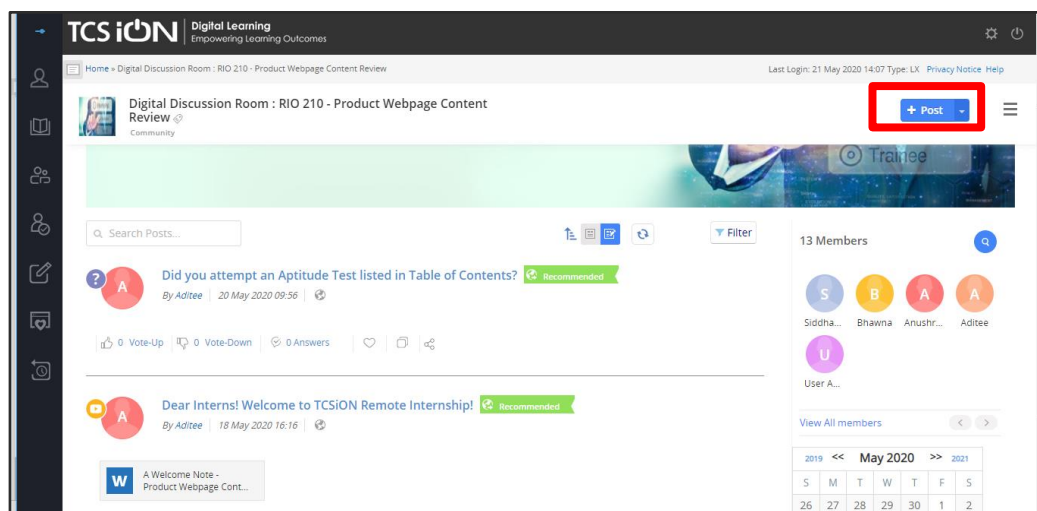 TCS iON Digital Learning
Empowering Learning Outcomes
Home » Digital Discussion Room : RIO 210 - Product Webpage Content Review
Last Login: 21 May 2020 14:07 Type: LX Privacy Notice Help
Digital Discussion Room : RIO 210 - Product Webpage Content
Review
Community
+ Post
Trainee
Search Posts...
Filter
13 Members
? A
Did you attempt an Aptitude Test listed in Table of Contents? Recommended
By Aditee 20 May 2020 09:56
S B A A
Siddha... Bhawna Anushr... Aditee
0 Vote-Up 0 Vote-Down 0 Answers
U
User A...
A
Dear Interns! Welcome to TCSiON Remote Internship! Recommended
By Aditee 18 May 2020 16:16
View All members < >
W
A Welcome Note -
Product Webpage Cont...
2019 << May 2020 >> 2021
S M T W T F S
26 27 28 29 30 1 2